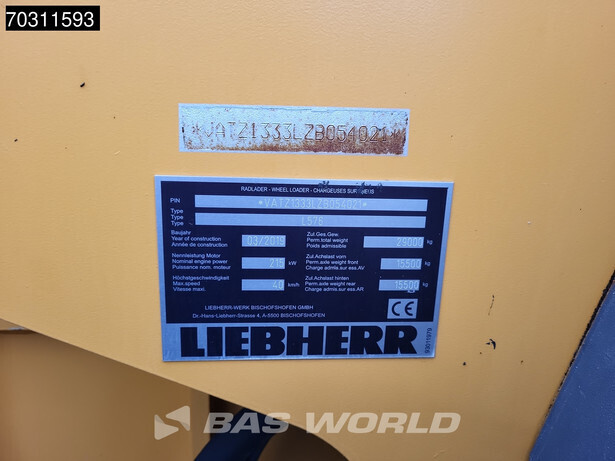 70311593
*VATZ1333LZB054021*
RADLADER - WHEEL LOADER - CHARGEUSES SUR PNEUS
PIN *VATZ1333LZB054021*
Type
Type L576
Type
Baujahr
Year of construction 03/2019
Année de construction
Zul.Ges.Gew.
Perm.total weight 29000 kg
Poids admissible
Nennleistung Motor
Nominal engine power 215 kW
Puissance nom. moteur
Zul.Achslast vorn
Perm.axle weight front 15500 kg
Charge admis.sur ess.AV
Höchstgeschwindigkeit
Max.speed 40 km/h
Vitesse maxi.
Zul.Achslast hinten
Perm.axle weight rear 15500 kg
Charge admis.sur ess.AR
LIEBHERR-WERK BISCHOFSHOFEN GMBH
Dr.-Hans-Liebherr-Strasse 4, A-5500 BISCHOFSHOFEN
CE
LIEBHERR
93011979
BAS WORLD